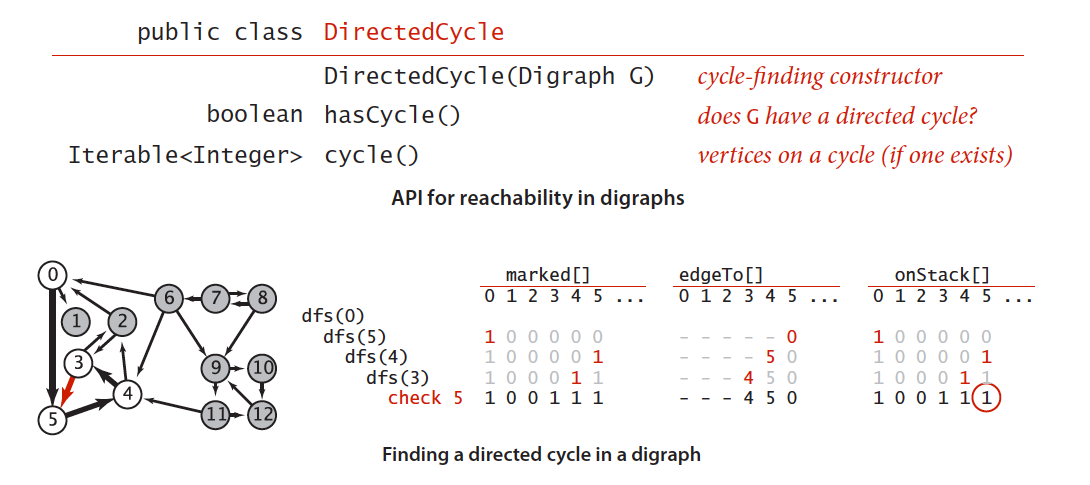 public class DirectedCycle
DirectedCycle(Digraph G) cycle-finding constructor
boolean hasCycle() does G have a directed cycle?
Iterable<Integer> cycle() vertices on a cycle (if one exists)
API for reachability in digraphs
0
1
2
3
4
5
6
7
8
9
10
11
12
marked[] edgeTo[] onStack[]
0 1 2 3 4 5 ... 0 1 2 3 4 5 ... 0 1 2 3 4 5 ...
dfs(0)
dfs(5) 1 0 0 0 0 0 - - - - - 0 1 0 0 0 0 0
dfs(4) 1 0 0 0 0 1 - - - - 5 0 1 0 0 0 0 1
dfs(3) 1 0 0 0 1 1 - - - 4 5 0 1 0 0 0 1 1
check 5 1 0 0 1 1 1 - - - 4 5 0 1 0 0 1 1 1
Finding a directed cycle in a digraph